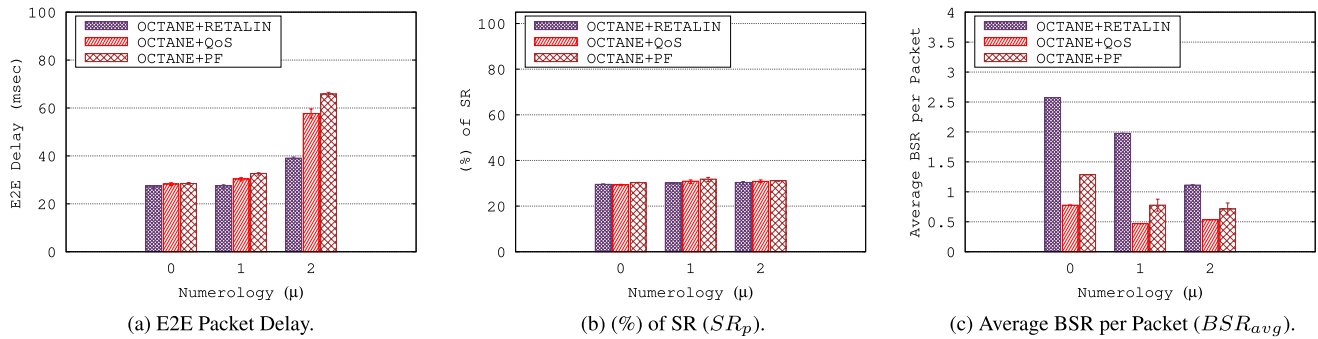 OCTANE+RETALIN
OCTANE+QoS
OCTANE+PF
E2E Delay (msec)
100
80
60
40
20
0
0 1 2
Numerology (μ)
(a) E2E Packet Delay.
OCTANE+RETALIN
OCTANE+QoS
OCTANE+PF
(%) of SR
100
80
60
40
20
0
0 1 2
Numerology (μ)
(b) (%) of SR (SRp).
OCTANE+RETALIN
OCTANE+QoS
OCTANE+PF
Average BSR per Packet
4
3.5
3
2.5
2
1.5
1
0.5
0
0 1 2
Numerology (μ)
(c) Average BSR per Packet (BSRavg).